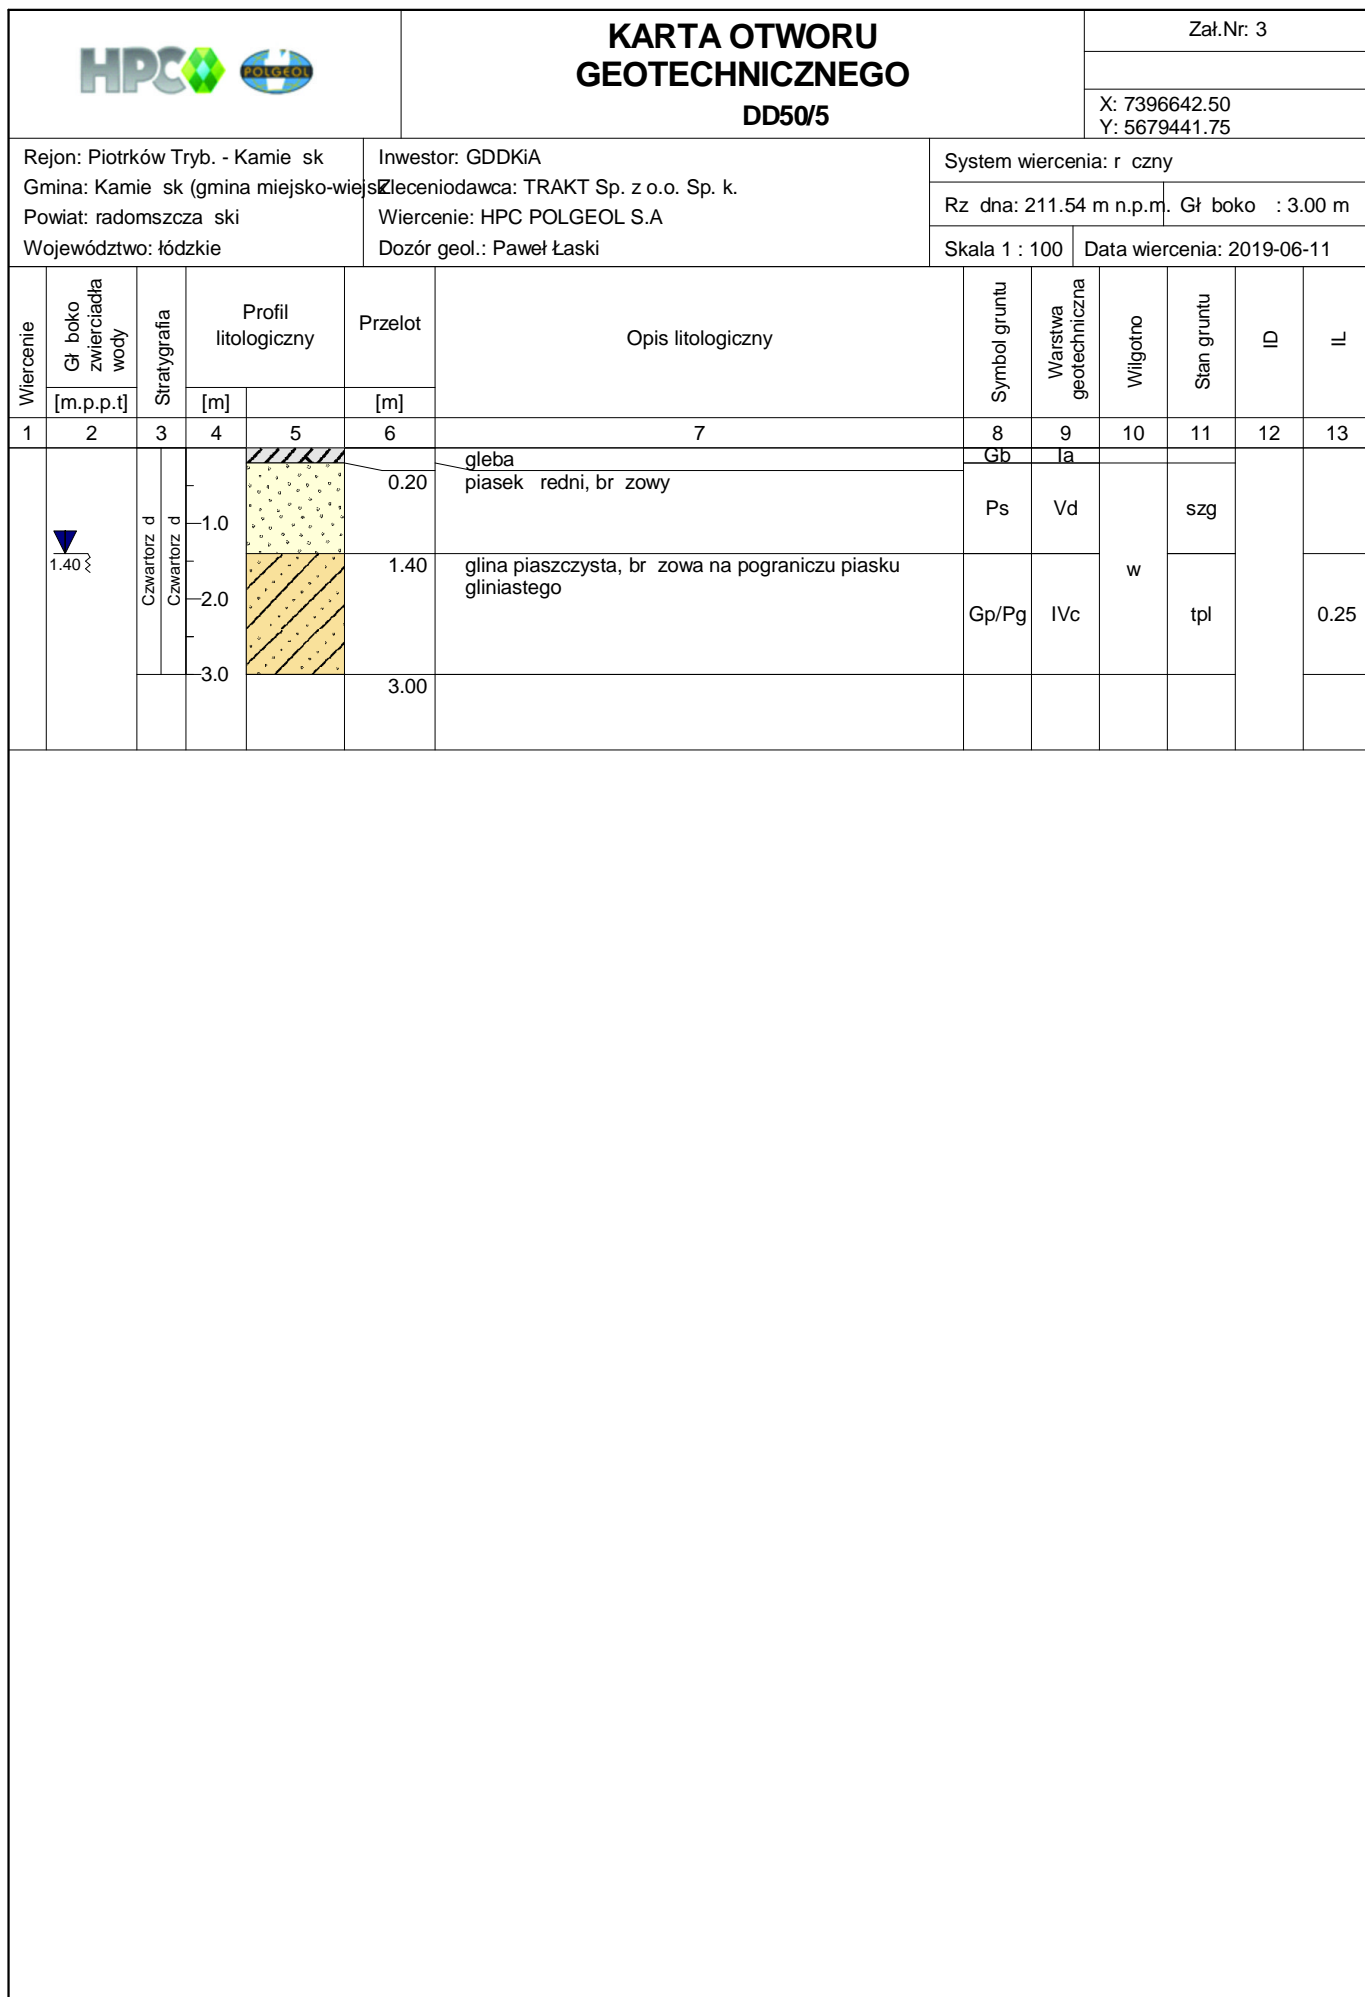 HPC POLGEOL
KARTA OTWORU
GEOTECHNICZNEGO
DD50/5
Zał.Nr: 3
X: 7396642.50
Y: 5679441.75
Rejon: Piotrków Tryb. - Kamie sk
Gmina: Kamie sk (gmina miejsko-wiejsk
Powiat: radomszcza ski
Województwo: łódzkie
Inwestor: GDDKiA
Zleceniodawca: TRAKT Sp. z o.o. Sp. k.
Wiercenie: HPC POLGEOL S.A
Dozór geol.: Paweł Łaski
System wiercenia: r czny
Rz dna: 211.54 m n.p.m. Gł boko : 3.00 m
Skala 1 : 100 Data wiercenia: 2019-06-11
Wiercenie
Gł boko
zwierciadła
wody
[m.p.p.t]
Stratygrafia
Profil
litologiczny
[m]
Przelot
[m]
Opis litologiczny
Symbol gruntu
Warstwa
geotechniczna
Wilgotno
Stan gruntu
ID
IL
1 2 3 4 5 6 7 8 9 10 11 12 13
gleba Gb Ia
0.20 piasek redni, br zowy
Ps Vd szg
1.0
1.40
Czwartorz d
Czwartorz d
1.40 glina piaszczysta, br zowa na pograniczu piasku
gliniastego
w
2.0
Gp/Pg IVc tpl 0.25
3.0
3.00